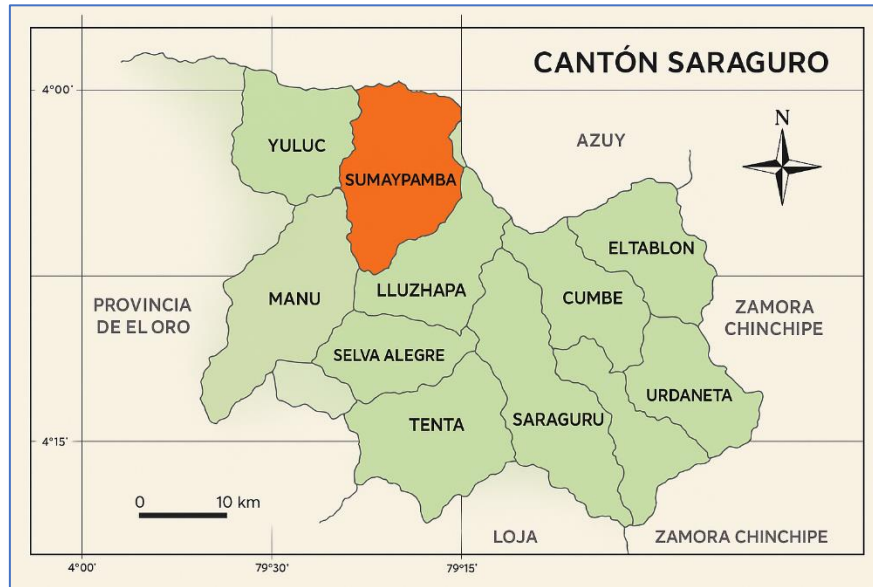 CANTÓN SARAGURO
4°00'
N
AZUY
YULUC
SUMAYPAMBA
ELTABLON
MANU
LLUZHAPA
CUMBE
PROVINCIA
DE EL ORO
ZAMORA
CHINCHIPE
SELVA ALEGRE
URDANETA
TENTA
SARAGURU
4°15'
0 10 km
LOJA
ZAMORA CHINCHIPE
4°00'
79°30'
79°15'